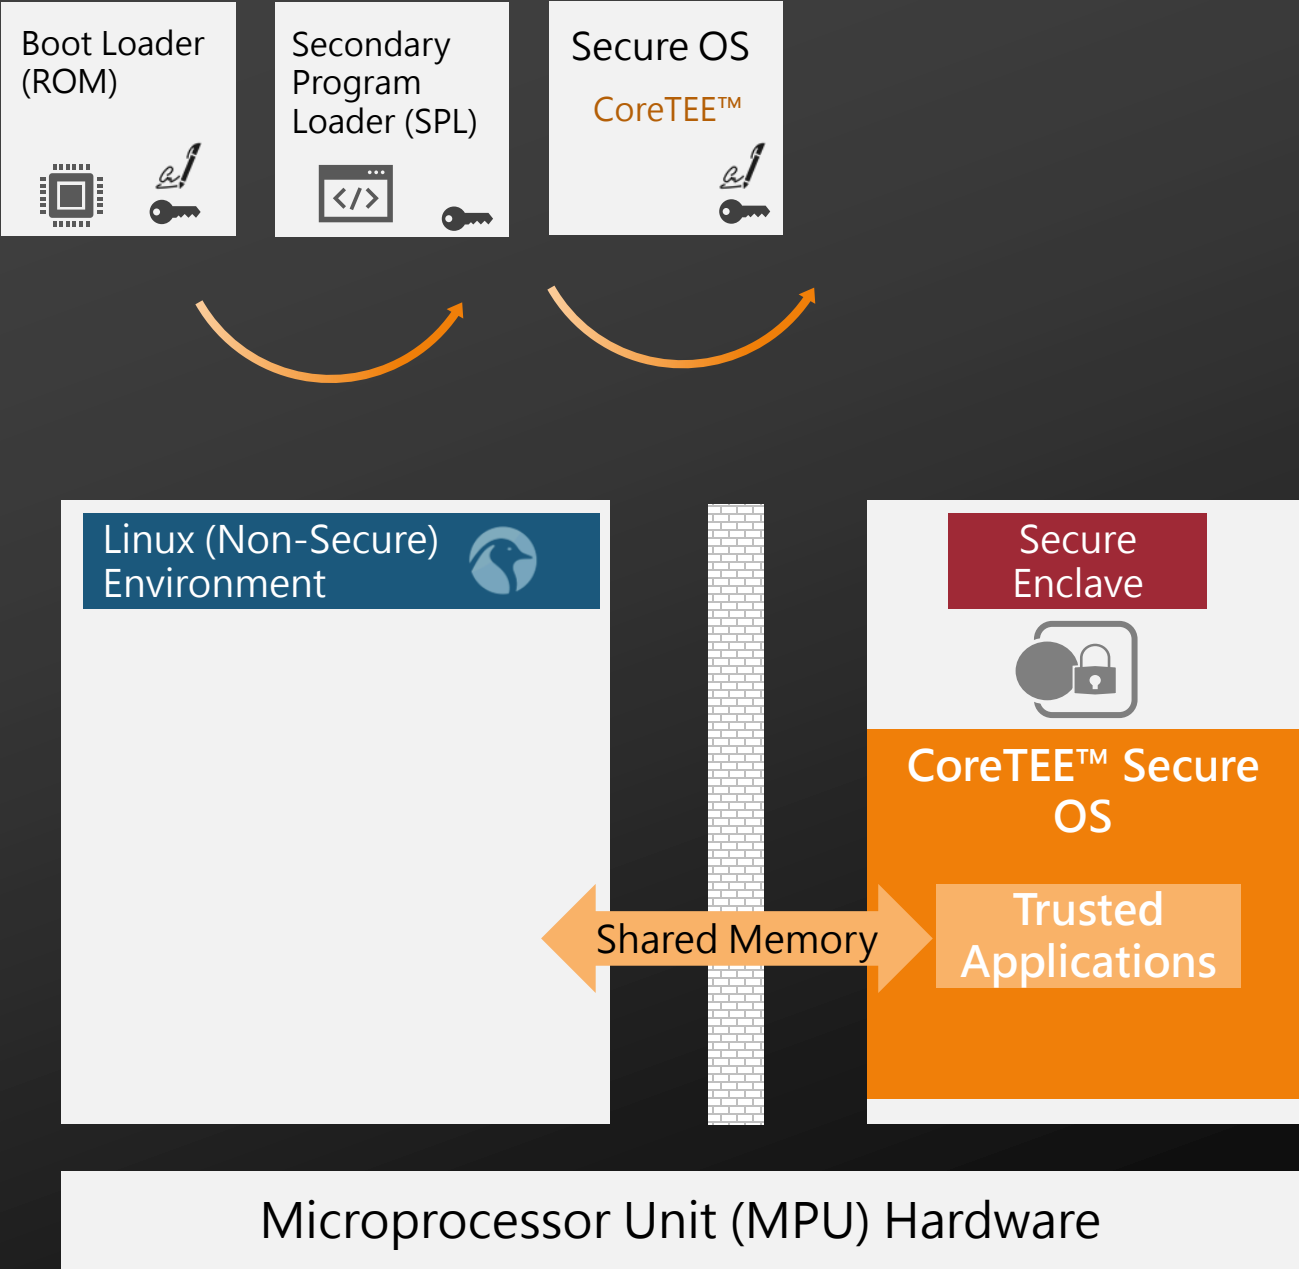 Boot Loader
(ROM)
Secondary
Program
Loader (SPL)
</>
Secure OS
CoreTEE™
Linux (Non-Secure)
Environment
Secure
Enclave
CoreTEE™ Secure
OS
Shared Memory
Trusted
Applications
Microprocessor Unit (MPU) Hardware